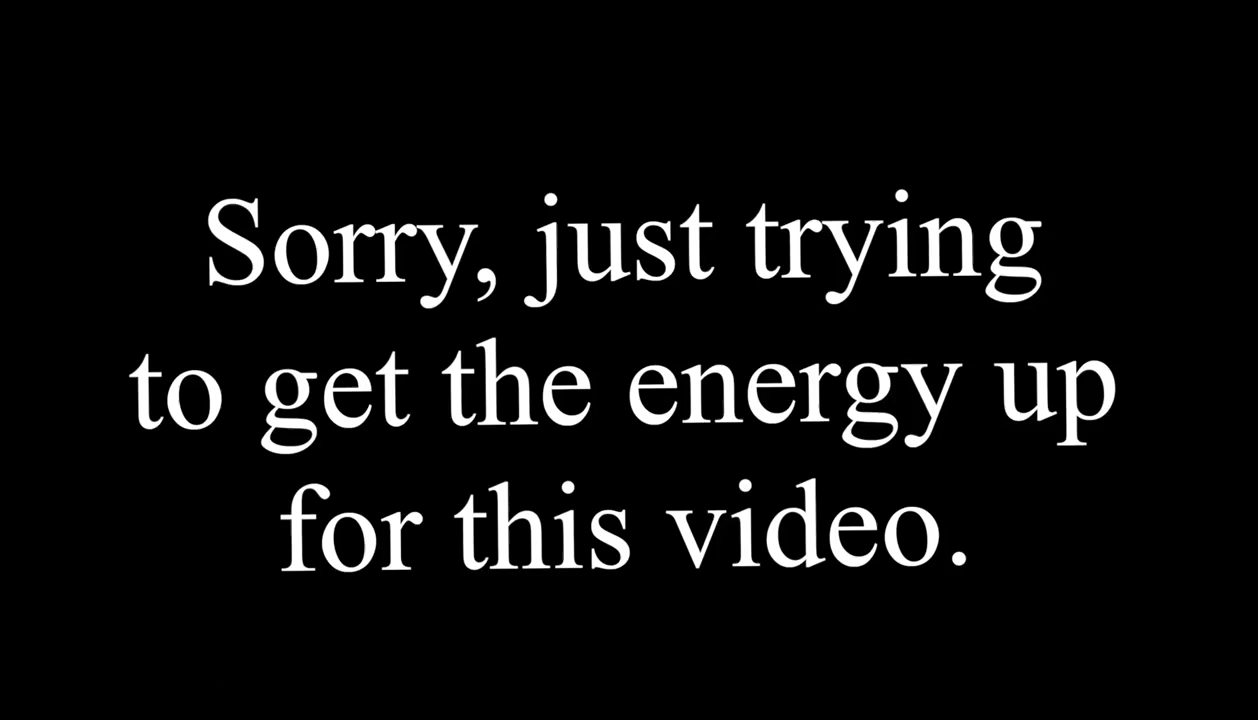 Sorry, just trying
to get the energy up
for this video.